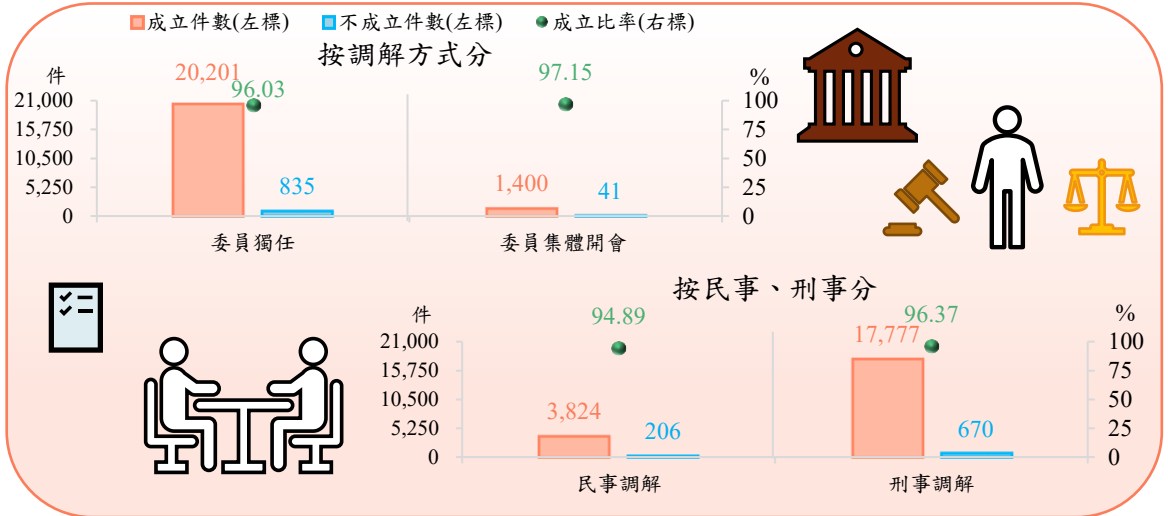 成立件數(左標) 不成立件數(左標) 成立比率(右標)
按調解方式分
件 %
20,201 96.03 97.15
21,000 100
15,750 75
10,500 50
835 1,400 41
5,250 25
0 0
委員獨任 委員集體開會
按民事、刑事分
件 %
94.89 96.37
17,777
21,000 100
15,750 75
10,500 50
3,824 206 670
5,250 25
0 0
民事調解 刑事調解